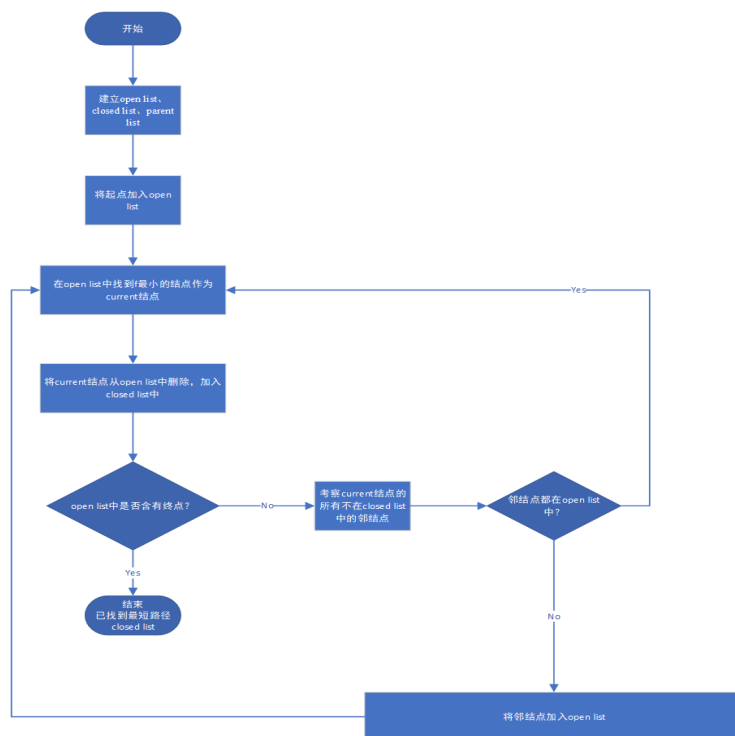 开始
建立open list、
closed list、parent
list
将起点加入open
list
在open list中找到f最小的结点作为
current结点
Yes
将current结点从open list中删除，加入
closed list中
open list中是否含有终点？
No
考察current结点的
所有不在closed list
中的邻结点
邻结点都在open list
中？
Yes
结束
已找到最短路径
closed list
No
将邻结点加入open list